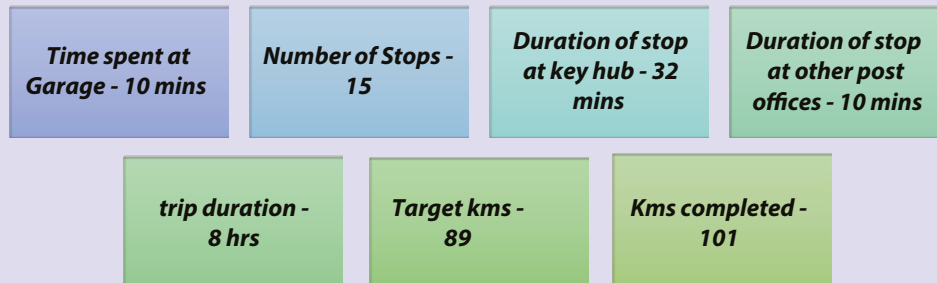 Time spent at
Garage - 10 mins
Number of Stops -
15
Duration of stop
at key hub - 32
mins
Duration of stop
at other post
offices - 10 mins
trip duration -
8 hrs
Target kms -
89
Kms completed -
101